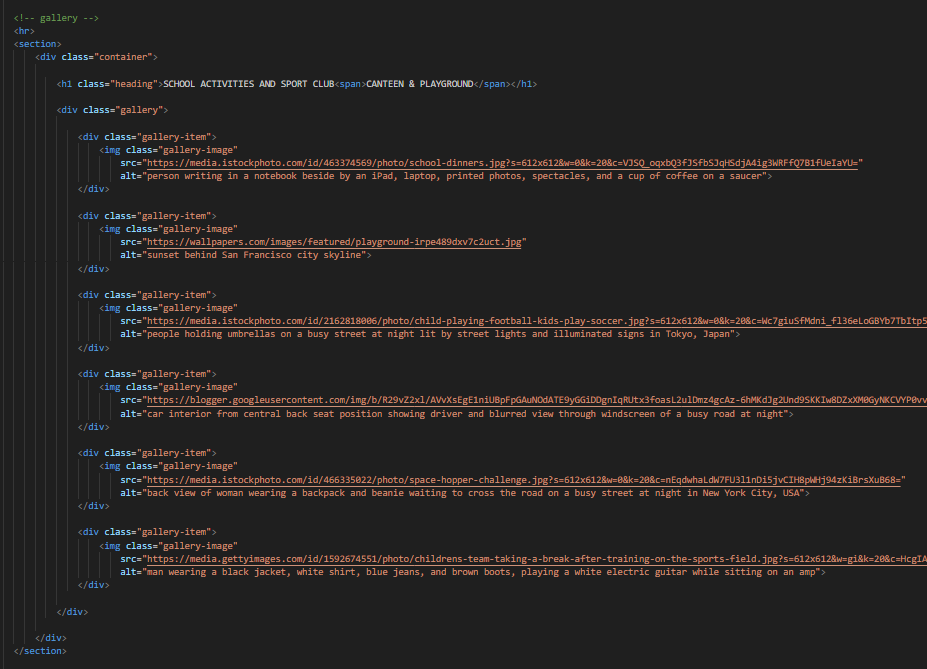 <!-- gallery -->
<hr>
<section>
<div class="container">
<h1 class="heading">SCHOOL ACTIVITIES AND SPORT CLUB<span>CANTEEN & PLAYGROUND</span></h1>
<div class="gallery">
<div class="gallery-item">
<img class="gallery-image"
src="https://media.istockphoto.com/id/463374569/photo/school-dinners.jpg?s=612x612&w=0&k=20&c=VJSQ_oqxbQ3fJSfbSJqHSdjA4ig3WRFfQ7B1fUeIaYU="
alt="person writing in a notebook beside by an iPad, laptop, printed photos, spectacles, and a cup of coffee on a saucer">
</div>
<div class="gallery-item">
<img class="gallery-image"
src="https://wallpapers.com/images/featured/playground-irpe489dxv7c2uct.jpg"
alt="sunset behind San Francisco city skyline">
</div>
<div class="gallery-item">
<img class="gallery-image"
src="https://media.istockphoto.com/id/2162818006/photo/child-playing-football-kids-play-soccer.jpg?s=612x612&w=0&k=20&c=Wc7giuSfMdni_fl36eLoGBYb7TbItp5
alt="people holding umbrellas on a busy street at night lit by street lights and illuminated signs in Tokyo, Japan">
</div>
<div class="gallery-item">
<img class="gallery-image"
src="https://blogger.googleusercontent.com/img/b/R29vZ2xl/AVvXsEgE1niUBpFpGAuNOdATE9yGGiDDgnIqRUtx3foasL2ulDmz4gcAz-6hMKdJg2Und9SKKIw8DZxXM0GyNKCVYP0vv
alt="car interior from central back seat position showing driver and blurred view through windscreen of a busy road at night">
</div>
<div class="gallery-item">
<img class="gallery-image"
src="https://media.istockphoto.com/id/466335022/photo/space-hopper-challenge.jpg?s=612x612&w=0&k=20&c=nEqdwhaLdW7FU3l1nDi5jvCIH8pWHj94zKiBrsXuB68="
alt="back view of woman wearing a backpack and beanie waiting to cross the road on a busy street at night in New York City, USA">
</div>
<div class="gallery-item">
<img class="gallery-image"
src="https://media.gettyimages.com/id/1592674551/photo/childrens-team-taking-a-break-after-training-on-the-sports-field.jpg?s=612x612&w=gi&k=20&c=HcgIA
alt="man wearing a black jacket, white shirt, blue jeans, and brown boots, playing a white electric guitar while sitting on an amp">
</div>
</div>
</div>
</section>